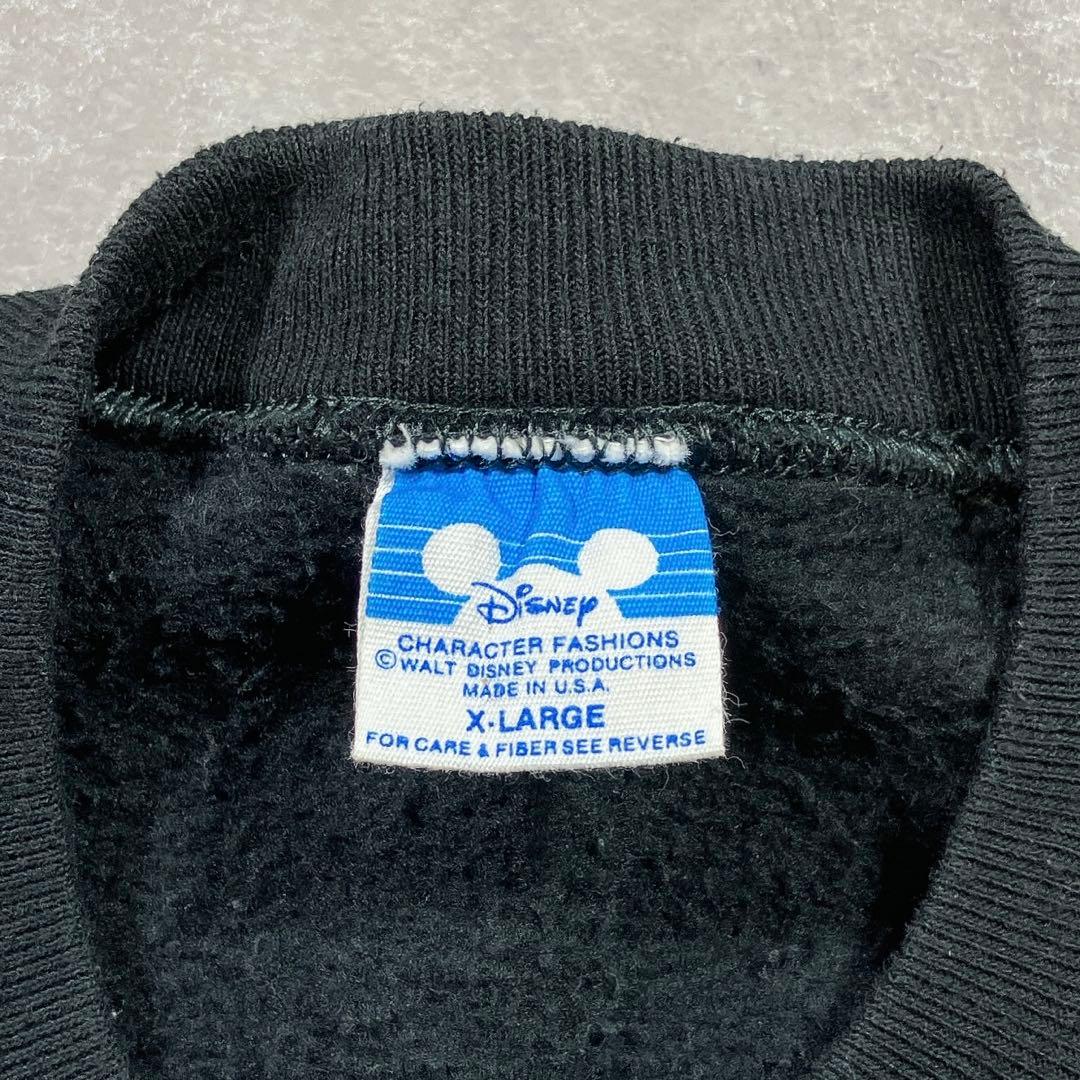 Disney
CHARACTER FASHIONS
©WALT DISNEY PRODUCTIONS
MADE IN U.S.A.
X-LARGE
FOR CARE & FIBER SEE REVERSE